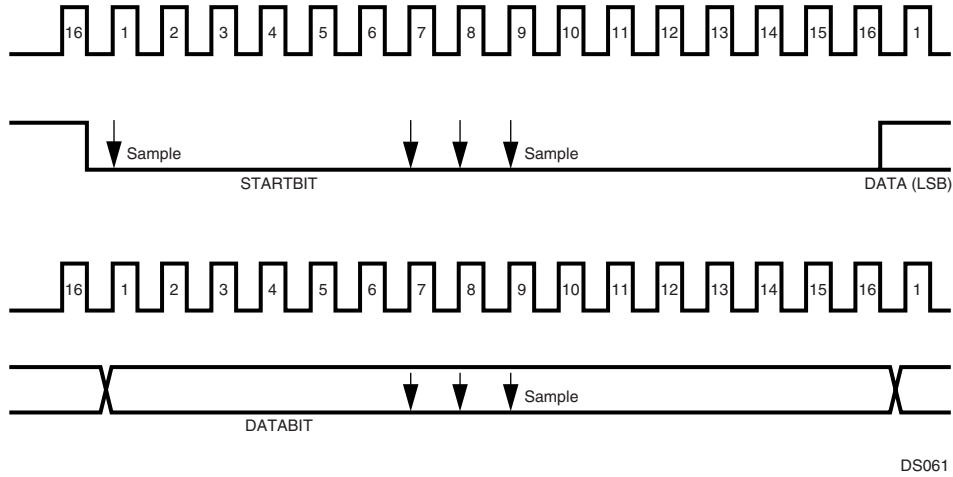 16 1 2 3 4 5 6 7 8 9 10 11 12 13 14 15 16 1
Sample Sample
STARTBIT DATA (LSB)
16 1 2 3 4 5 6 7 8 9 10 11 12 13 14 15 16 1
Sample
DATABIT
DS061